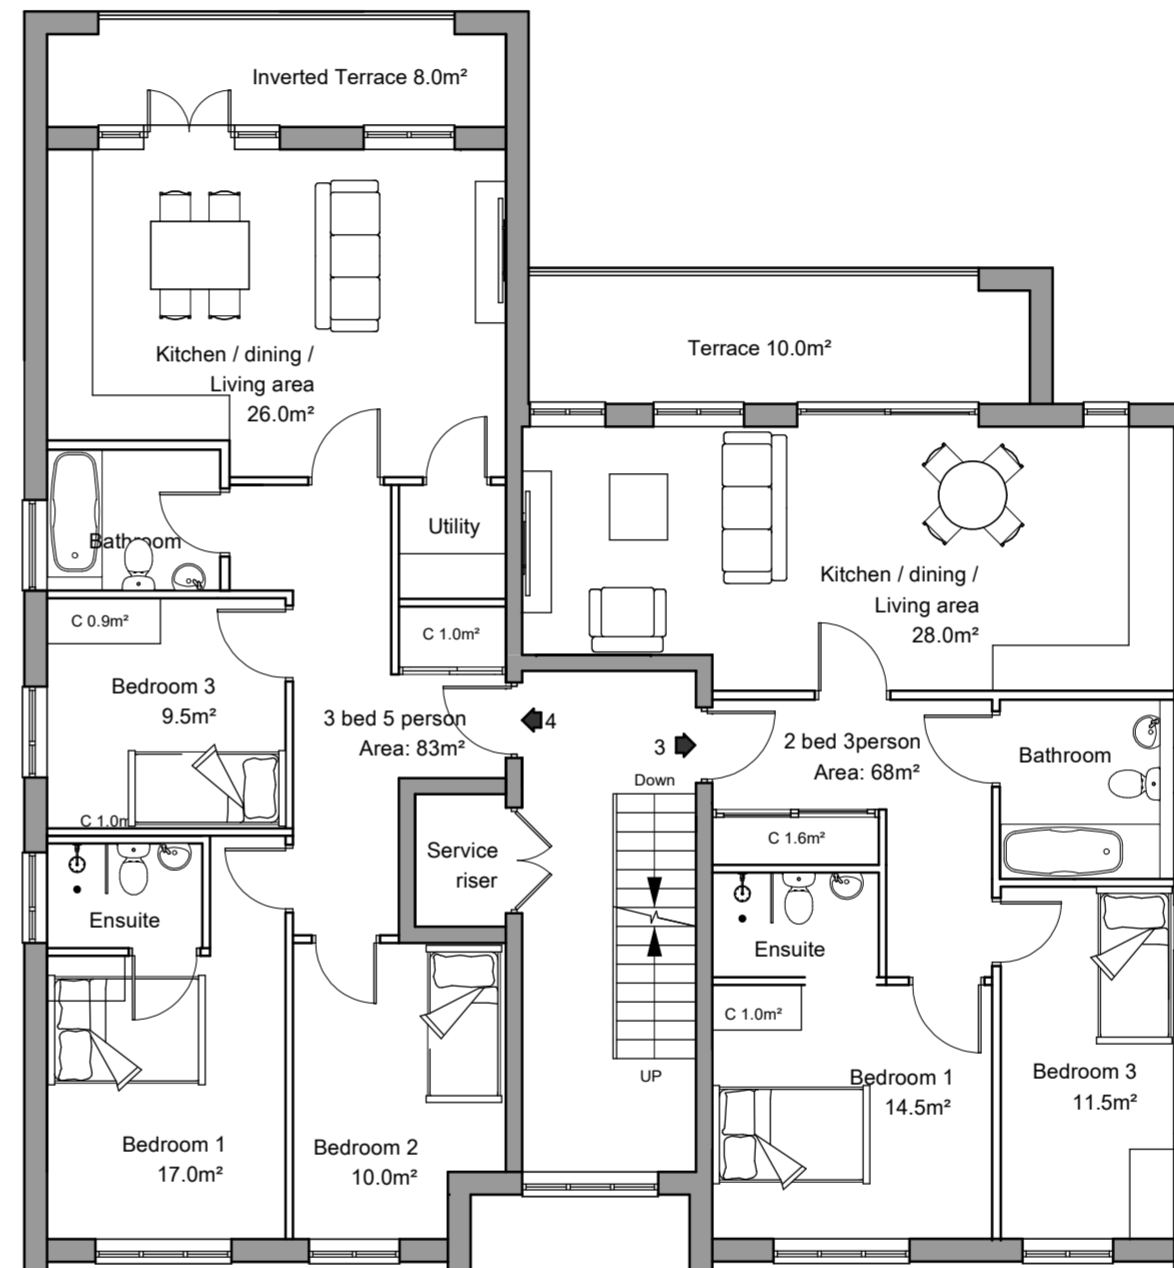 Inverted Terrace 8.0m²
Kitchen / dining /
Living area
26.0m²
Terrace 10.0m²
Bathroom
Utility
Kitchen / dining /
Living area
28.0m²
C 0.9m²
C 1.0m²
Bedroom 3
9.5m²
3 bed 5 person
Area: 83m²
4
3
2 bed 3person
Area: 68m²
Bathroom
Down
C 1.0m
C 1.6m²
Service
riser
Ensuite
Ensuite
C 1.0m²
UP
Bedroom 1
14.5m²
Bedroom 3
11.5m²
Bedroom 1
17.0m²
Bedroom 2
10.0m²